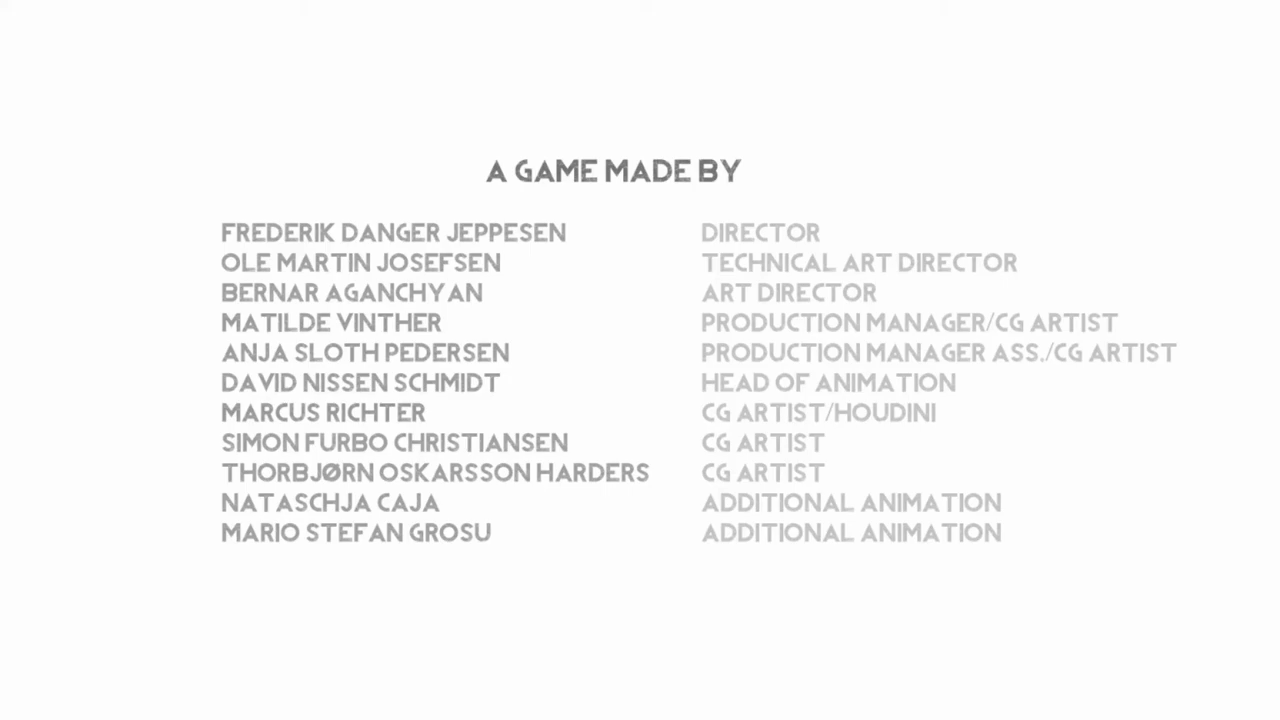 A GAME MADE BY
FREDERIK DANGER JEPPESEN DIRECTOR
OLE MARTIN JOSEFSEN TECHNICAL ART DIRECTOR
BERNAR AGANCHYAN ART DIRECTOR
MATILDE VINTHER PRODUCTION MANAGER/CG ARTIST
ANJA SLOTH PEDERSEN PRODUCTION MANAGER ASS./CG ARTIST
DAVID NISSEN SCHMIDT HEAD OF ANIMATION
MARCUS RICHTER CG ARTIST/HOUDINI
SIMON FURBO CHRISTIANSEN CG ARTIST
THORBJØRN OSKARSSON HARDERS CG ARTIST
NATASCHJA CAJA ADDITIONAL ANIMATION
MARIO STEFAN GROSU ADDITIONAL ANIMATION